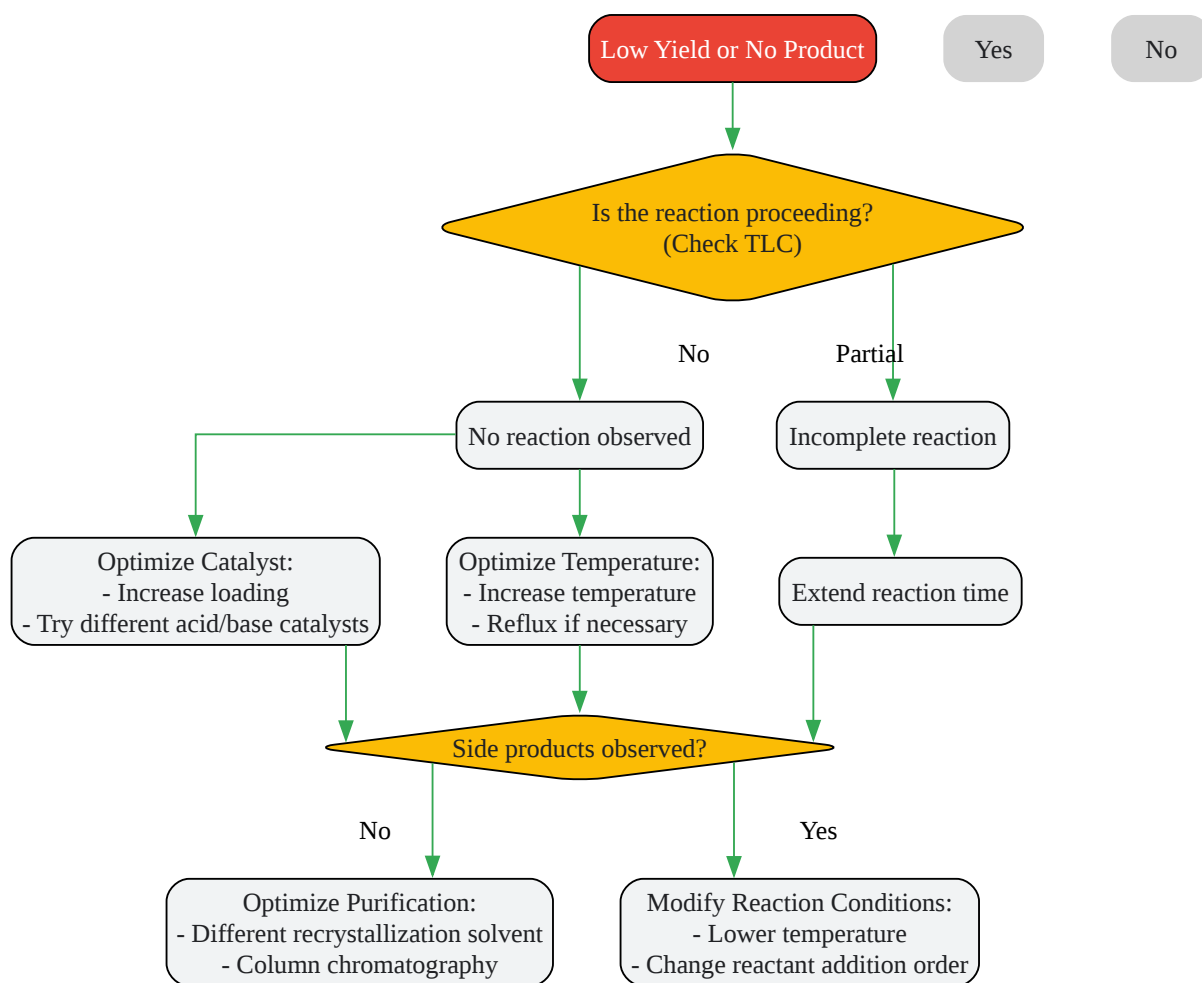 Low Yield or No Product
Yes
No
Is the reaction proceeding?
(Check TLC)
No
Partial
No reaction observed
Incomplete reaction
Optimize Catalyst:
- Increase loading
- Try different acid/base catalysts
Optimize Temperature:
- Increase temperature
- Reflux if necessary
Extend reaction time
Side products observed?
No
Yes
Optimize Purification:
- Different recrystallization solvent
- Column chromatography
Modify Reaction Conditions:
- Lower temperature
- Change reactant addition order